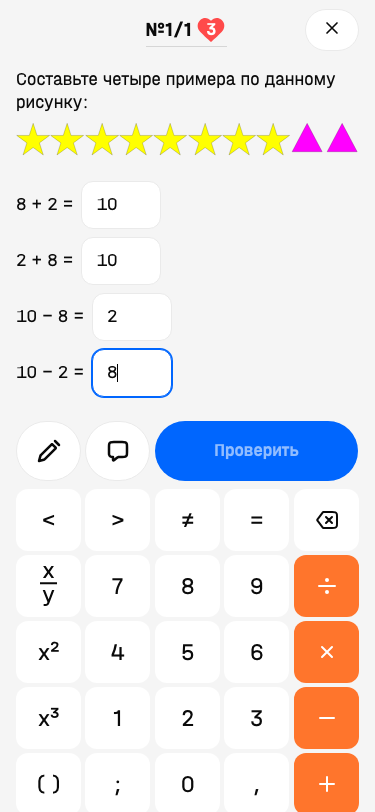 №1/1 3
Составьте четыре примера по данному
рисунку:
8 + 2 = 10
2 + 8 = 10
10 − 8 = 2
10 − 2 = 8
Проверить
< > ≠ =
x/y 7 8 9 ÷
x² 4 5 6 ×
x³ 1 2 3 −
( ) ; 0 , +